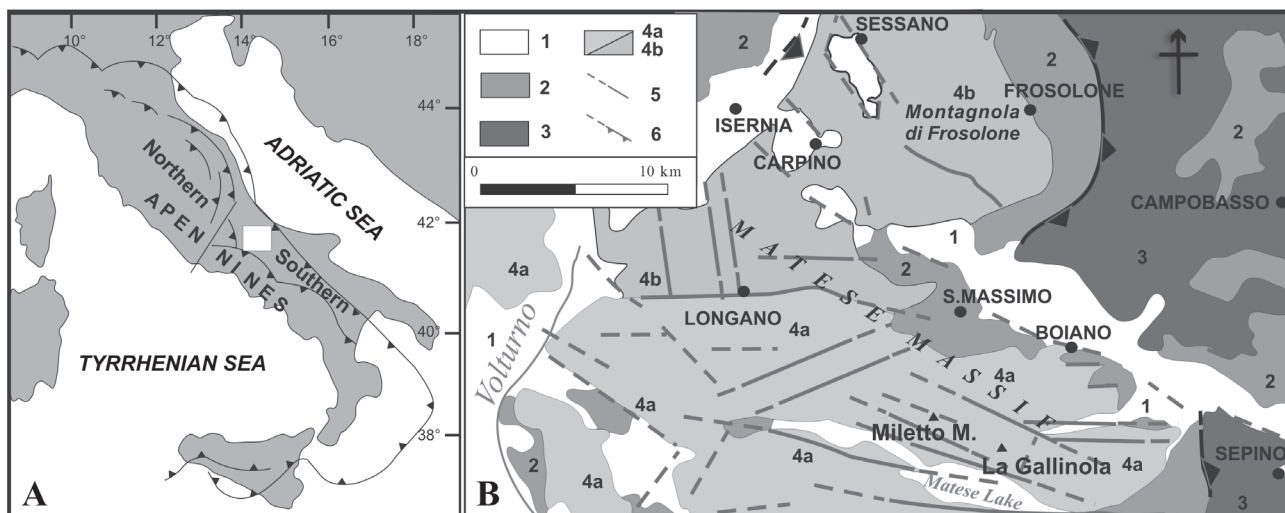 10°
12°
14°
16°
18°
44°
42°
40°
38°
Northern
APENNINES
Southern
ADRIATIC SEA
TYRRHENIAN SEA
A
1
2
3
4a
4b
5
6
0
10 km
SESSANO
2
2
4b
FROSOLONE
Montagnola
di Frosolone
ISERNIA
CARPINO
2
CAMPOBASSO
1
3
4a
4b
2
MATESE MASSIF
S.MASSIMO
LONGANO
4a
BOIANO
1
Volturno
2
4a
4a
1
Miletto M.
4a
La Gallinola
4a
SEPINO
2
4a
Matese Lake
3
B